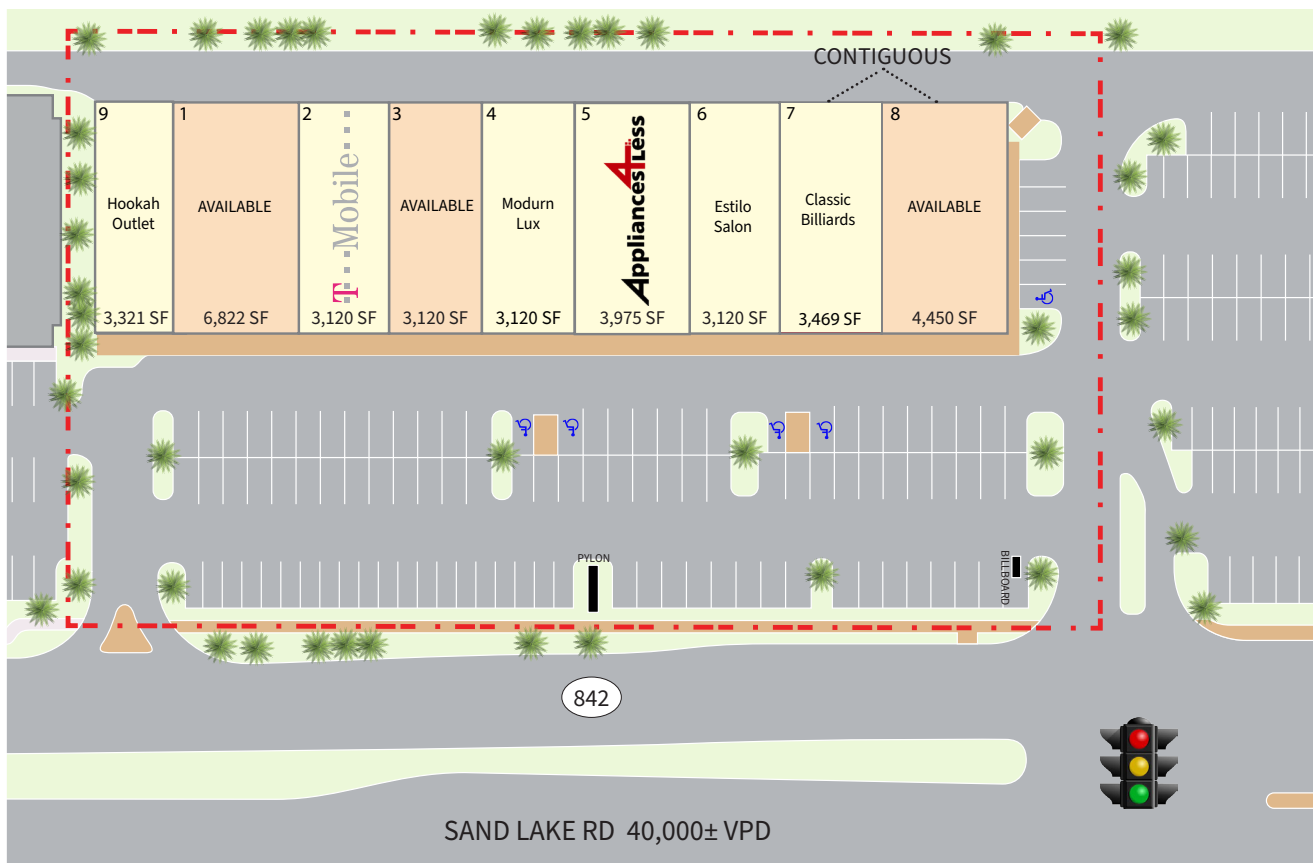 CONTIGUOUS
9
Hookah
Outlet
3,321 SF
1
AVAILABLE
6,822 SF
2
T Mobile
3,120 SF
3
AVAILABLE
3,120 SF
4
Modurn
Lux
3,120 SF
5
Appliances4Less
3,975 SF
6
Estilo
Salon
3,120 SF
7
Classic
Billiards
3,469 SF
8
AVAILABLE
4,450 SF
PYLON
BILLBOARD
842
SAND LAKE RD 40,000± VPD